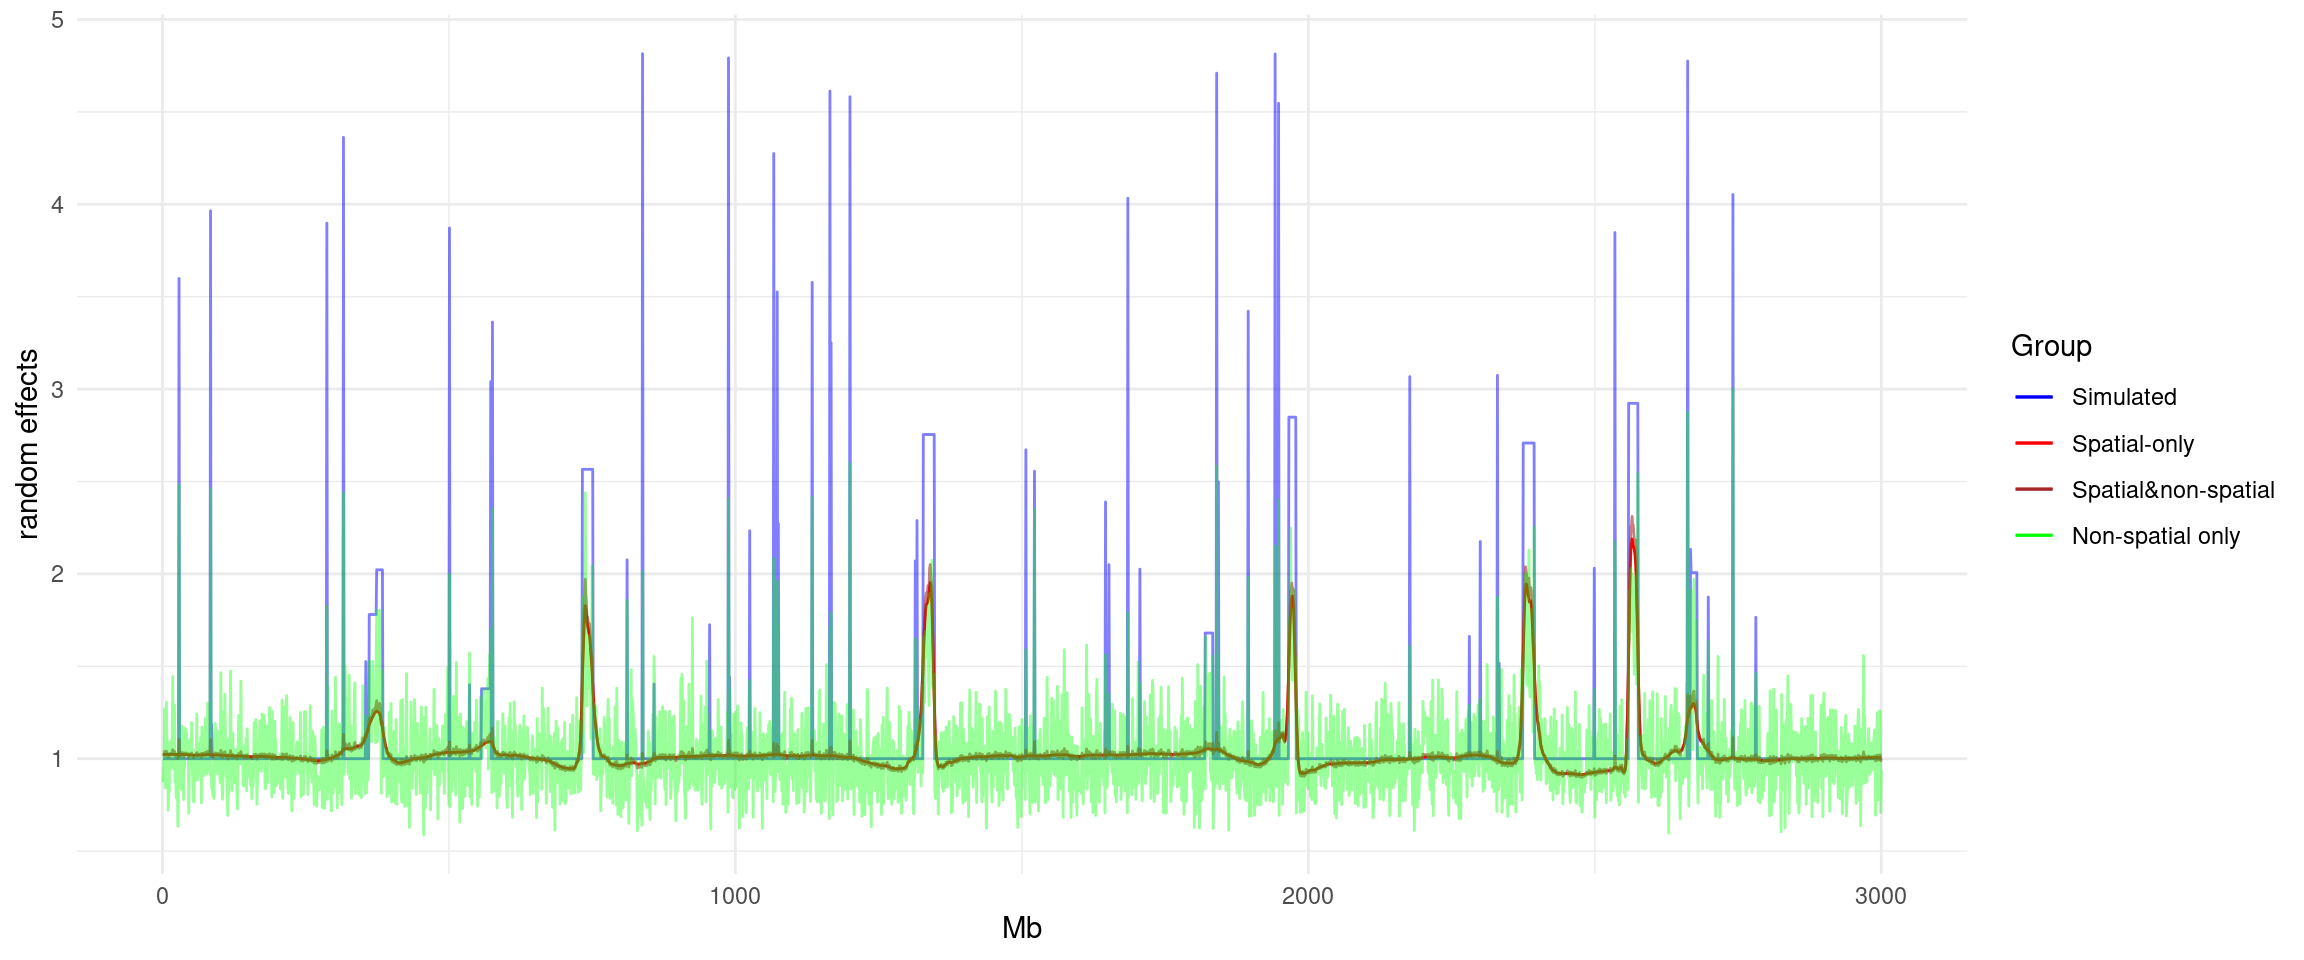 5
4
3
2
1
random effects
0
1000
2000
3000
Mb
Group
Simulated
Spatial-only
Spatial&non-spatial
Non-spatial only